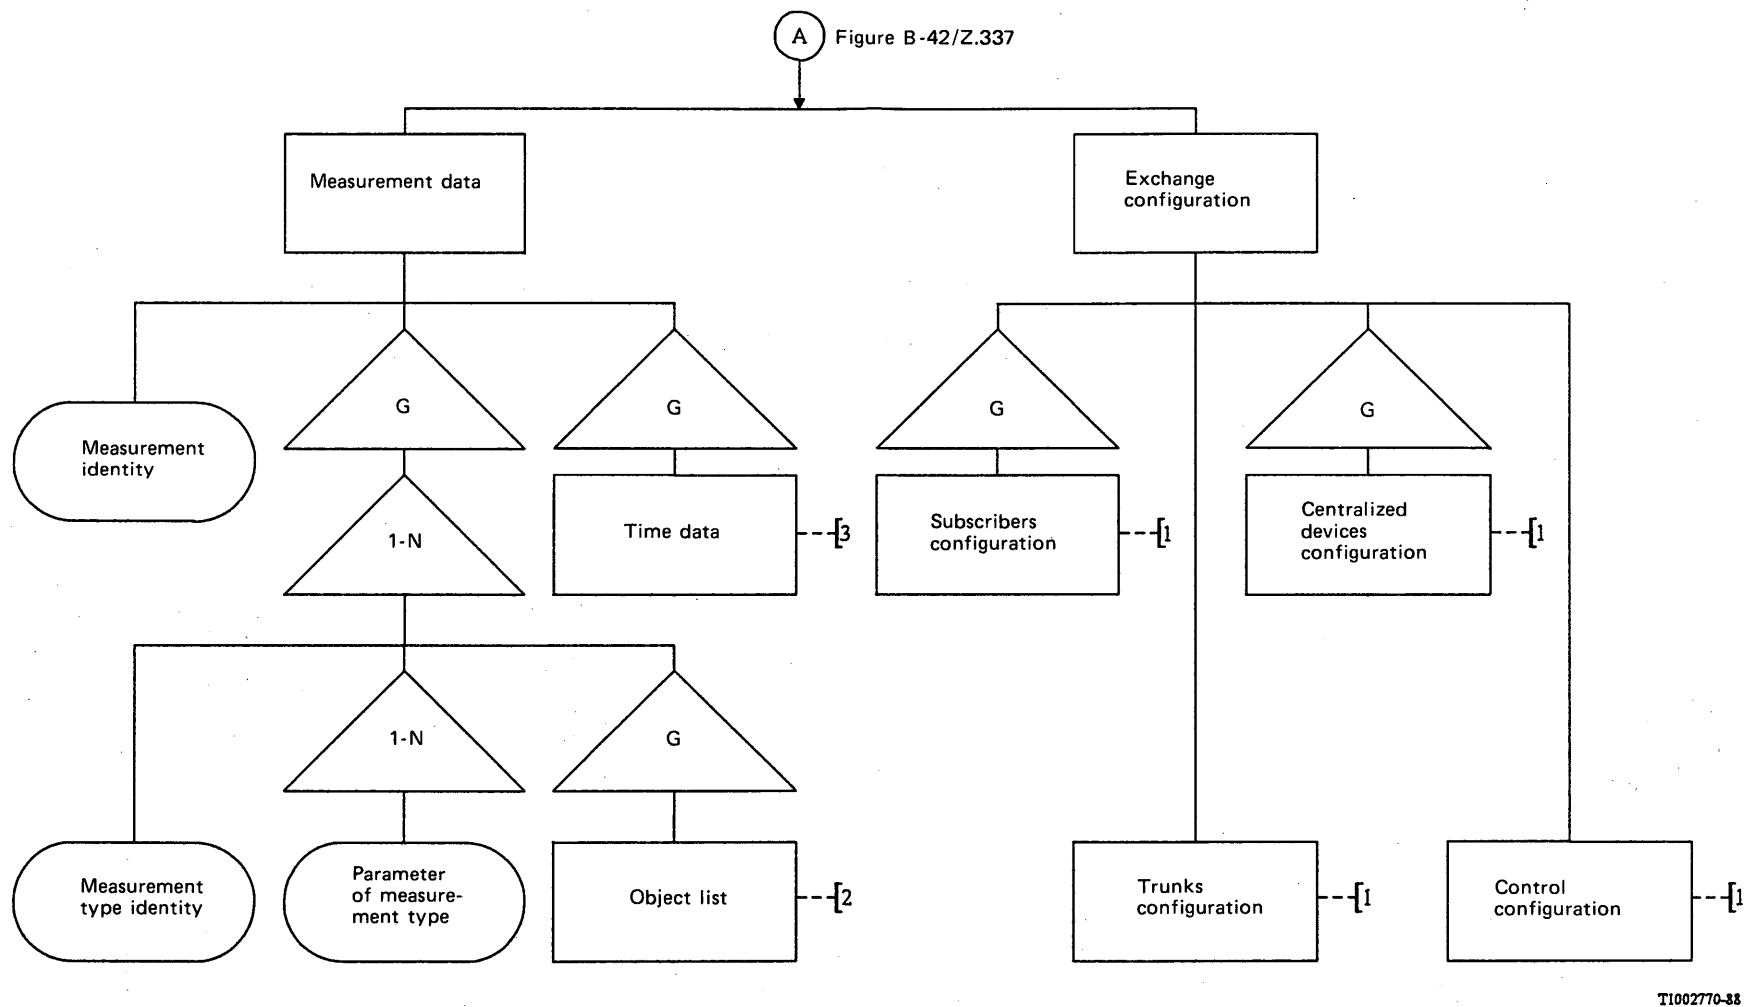 A Figure B-42/Z.337
Measurement data
Exchange
configuration
G
G
G
G
Measurement
identity
1-N
Time data
3
Subscribers
configuration
1
Centralized
devices
configuration
1
1-N
G
Measurement
type identity
Parameter
of measure-
ment type
Object list
2
Trunks
configuration
1
Control
configuration
1
T1002770-88